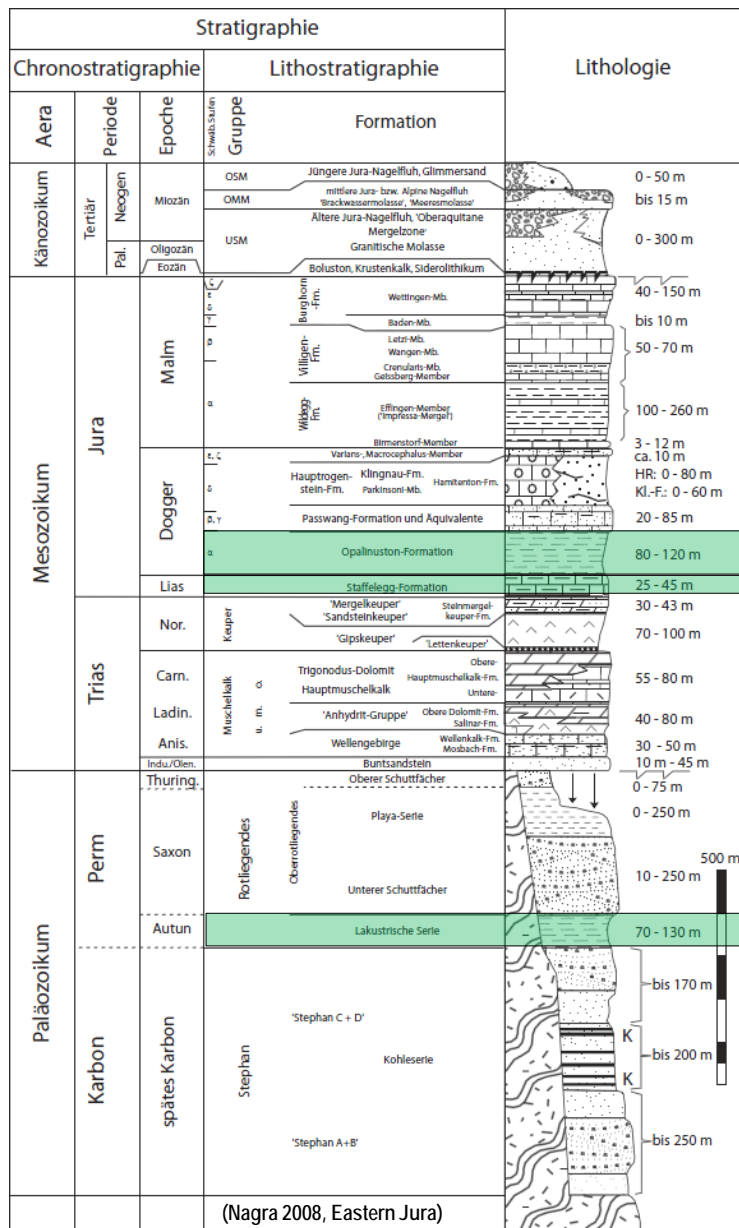 Stratigraphie
Chronostratigraphie
Lithostratigraphie
Lithologie
Aera
Periode
Epoche
Schwäb. Stufen
Gruppe
Formation
Känozoikum
Tertiär
Neogen
Pal.
Miozän
Oligozän
Eozän
OSM
Jüngere Jura-Nagelfluh, Glimmersand
0 - 50 m
OMM
mittlere Jura- bzw. Alpine Nagelfluh
'Brackwassermolasse', 'Meeresmolasse'
bis 15 m
USM
Ältere Jura-Nagelfluh, 'Oberaquitane
Mergelzone'
Granitische Molasse
0 - 300 m
Boluston, Krustenkalk, Siderolithikum
Mesozoikum
Jura
Malm
ζ
ε
δ
γ
β
α
Burghorn
-Fm.
Wettingen-Mb.
40 - 150 m
Baden-Mb.
bis 10 m
Villigen-
Fm.
Letzi-Mb.
Wangen-Mb.
Crenularis-Mb.
Geissberg-Member
50 - 70 m
Wildegg-
Fm.
Effingen-Member
('Impressa-Mergel')
100 - 260 m
Birmenstorf-Member
3 - 12 m
Dogger
ε, ζ
Varians-, Macrocephalus-Member
ca. 10 m
δ
Hauptrogen-
stein-Fm.
Klingnau-Fm.
Parkinsoni-Mb.
Hamitenton-Fm.
HR: 0 - 80 m
Kl.-F.: 0 - 60 m
β, γ
Passwang-Formation und Äquivalente
20 - 85 m
α
Opalinuston-Formation
80 - 120 m
Lias
Staffelegg-Formation
25 - 45 m
Trias
Nor.
Keuper
'Mergelkeuper'
'Sandsteinkeuper'
Steinmergel-
keuper-Fm.
30 - 43 m
'Gipskeuper'
'Lettenkeuper'
70 - 100 m
Carn.
Ladin.
Anis.
Muschelkalk
o.
m.
u.
Trigonodus-Dolomit
Hauptmuschelkalk
Obere-
Hauptmuschelkalk-Fm.
Untere-
55 - 80 m
'Anhydrit-Gruppe'
Obere Dolomit-Fm.
Salinar-Fm.
40 - 80 m
Wellengebirge
Wellenkalk-Fm.
Mosbach-Fm.
30 - 50 m
Indu./Olen.
Buntsandstein
10 m - 45 m
Paläozoikum
Perm
Thuring.
Oberer Schuttfächer
0 - 75 m
Saxon
Rotliegendes
Oberrotliegendes
Playa-Serie
0 - 250 m
Unterer Schuttfächer
10 - 250 m
500 m
Autun
Lakustrische Serie
70 - 130 m
Karbon
spätes Karbon
Stephan
bis 170 m
'Stephan C + D'
Kohleserie
K
K
bis 200 m
'Stephan A+B'
bis 250 m
(Nagra 2008, Eastern Jura)